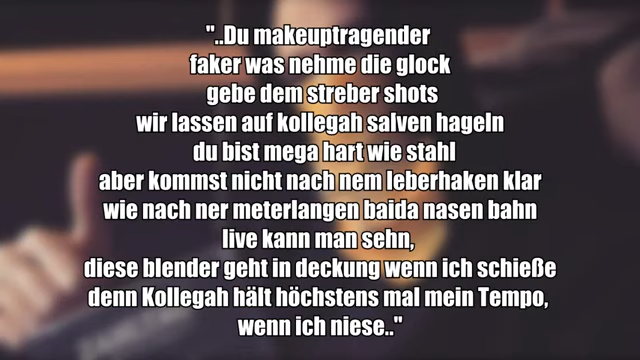 "..Du makeuptragender
faker was nehme die glock
gebe dem streber shots
wir lassen auf kollegah salven hageln
du bist mega hart wie stahl
aber kommst nicht nach nem leberhaken klar
wie nach ner meterlangen baida nasen bahn
live kann man sehn,
diese blender geht in deckung wenn ich schieße
denn Kollegah hält höchstens mal mein Tempo,
wenn ich niese.."